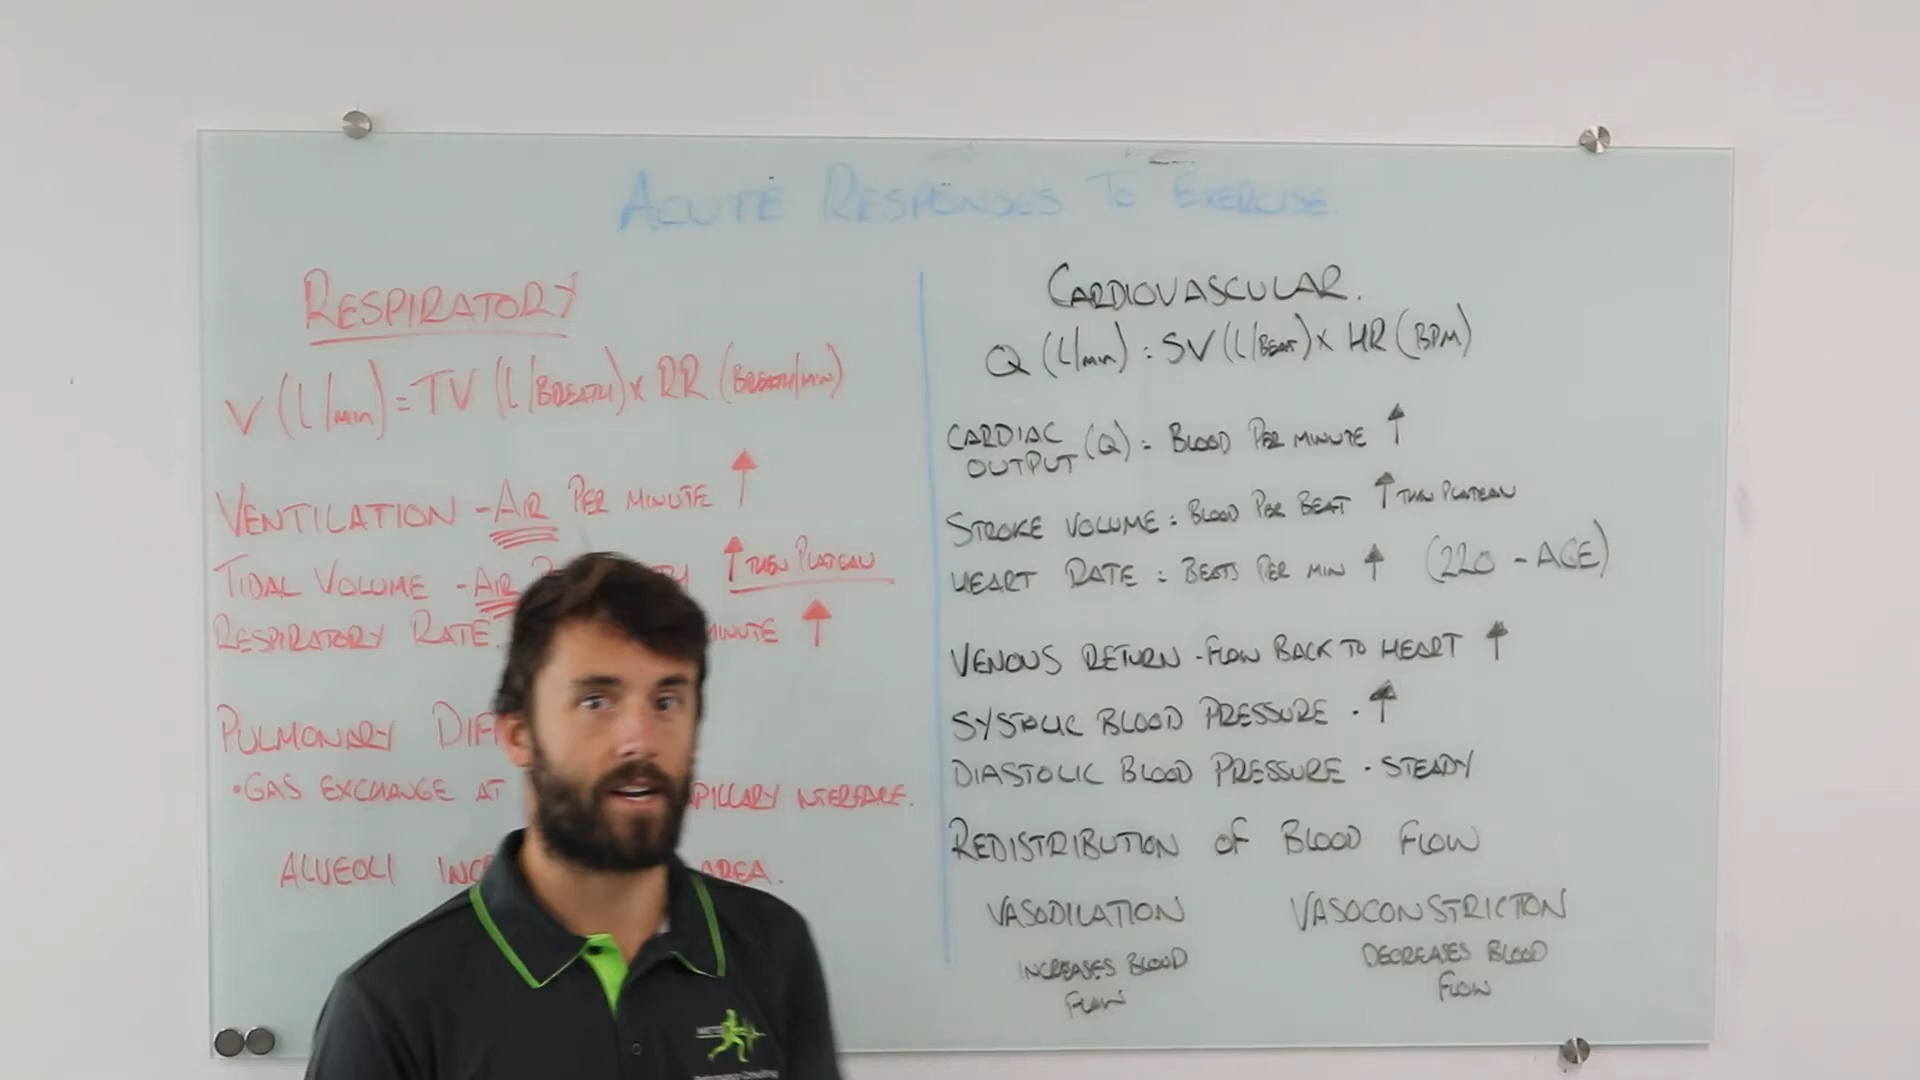 ACUTE RESPONSES TO EXERCISE.
RESPIRATORY
V (L/min) = TV (L/BREATH) x RR (BREATH/MIN)
VENTILATION - AIR PER MINUTE ↑
TIDAL VOLUME - AIR ↑ THEN PLATEAU
RESPIRATORY RATE. MINUTE ↑
PULMONARY
• GAS EXCHANGE AT INTERFACE.
ALVEOLI AREA.
CARDIOVASCULAR.
Q (L/min) = SV (L/BEAT) x HR (BPM)
CARDIAC OUTPUT (Q) = BLOOD PER MINUTE ↑
STROKE VOLUME = BLOOD PER BEAT ↑ THEN PLATEAU
HEART RATE = BEATS PER MIN ↑ (220 - AGE)
VENOUS RETURN - FLOW BACK TO HEART ↑
SYSTOLIC BLOOD PRESSURE • ↑
DIASTOLIC BLOOD PRESSURE • STEADY
REDISTRIBUTION OF BLOOD FLOW
VASODILATION
INCREASES BLOOD
FLOW
VASOCONSTRICTION
DECREASES BLOOD
FLOW